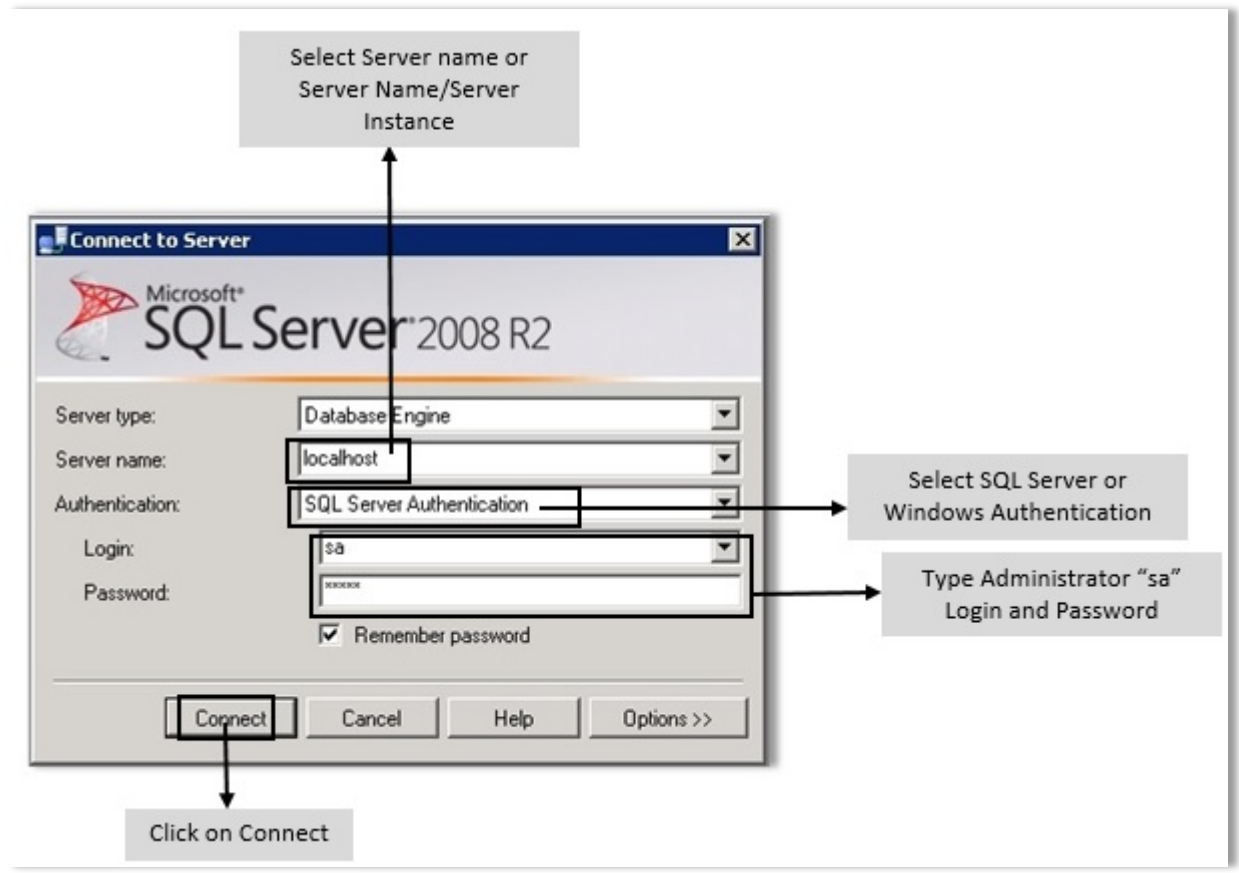 Select Server name or
Server Name/Server
Instance
Connect to Server
Microsoft®
SQL Server® 2008 R2
Server type: Database Engine
Server name: localhost
Authentication: SQL Server Authentication
Select SQL Server or
Windows Authentication
Login: sa
Password: xxxxx
Type Administrator “sa”
Login and Password
Remember password
Connect Cancel Help Options >>
Click on Connect